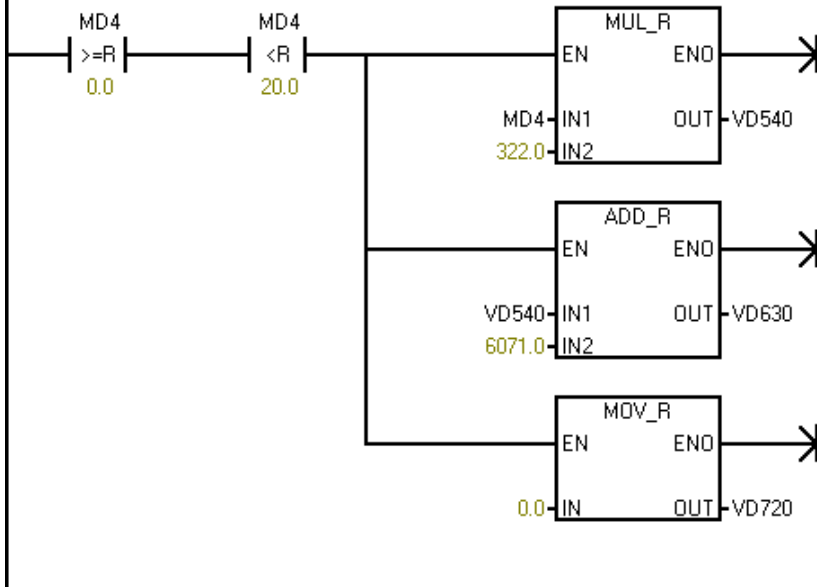 MD4 MD4 MUL_R
>=R <R EN ENO
0.0 20.0
MD4 IN1 OUT VD540
322.0 IN2
ADD_R
EN ENO
VD540 IN1 OUT VD630
6071.0 IN2
MOV_R
EN ENO
0.0 IN OUT VD720